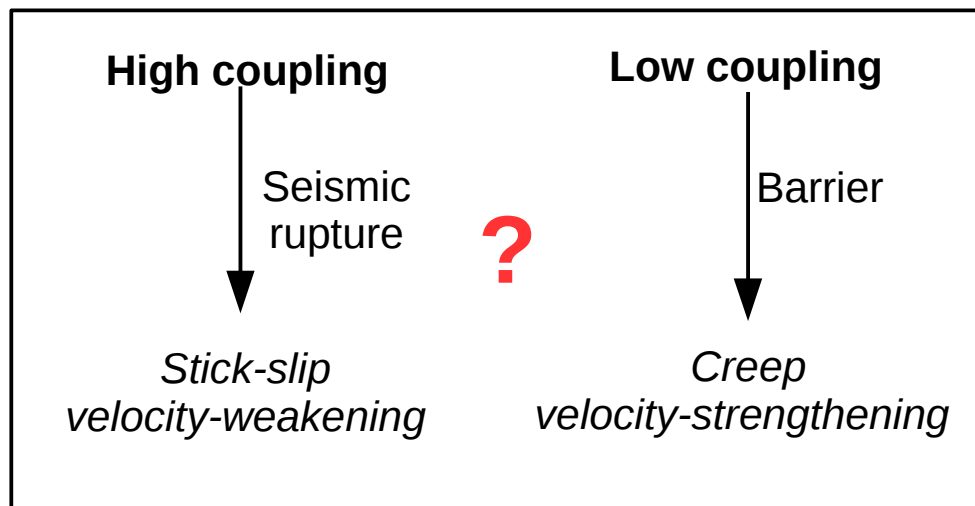 High coupling
Seismic
rupture
Stick-slip
velocity-weakening
?
Low coupling
Barrier
Creep
velocity-strengthening